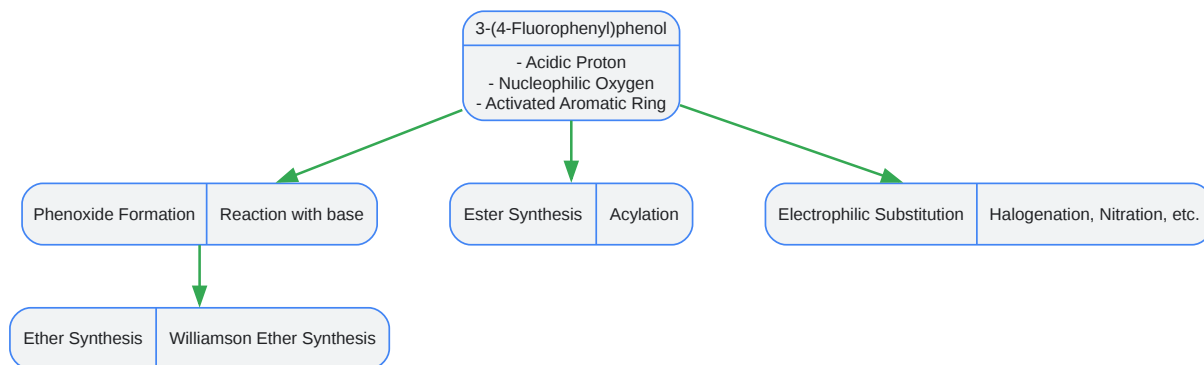 3-(4-Fluorophenyl)phenol
- Acidic Proton
- Nucleophilic Oxygen
- Activated Aromatic Ring
Phenoxide Formation
Reaction with base
Ester Synthesis
Acylation
Electrophilic Substitution
Halogenation, Nitration, etc.
Ether Synthesis
Williamson Ether Synthesis